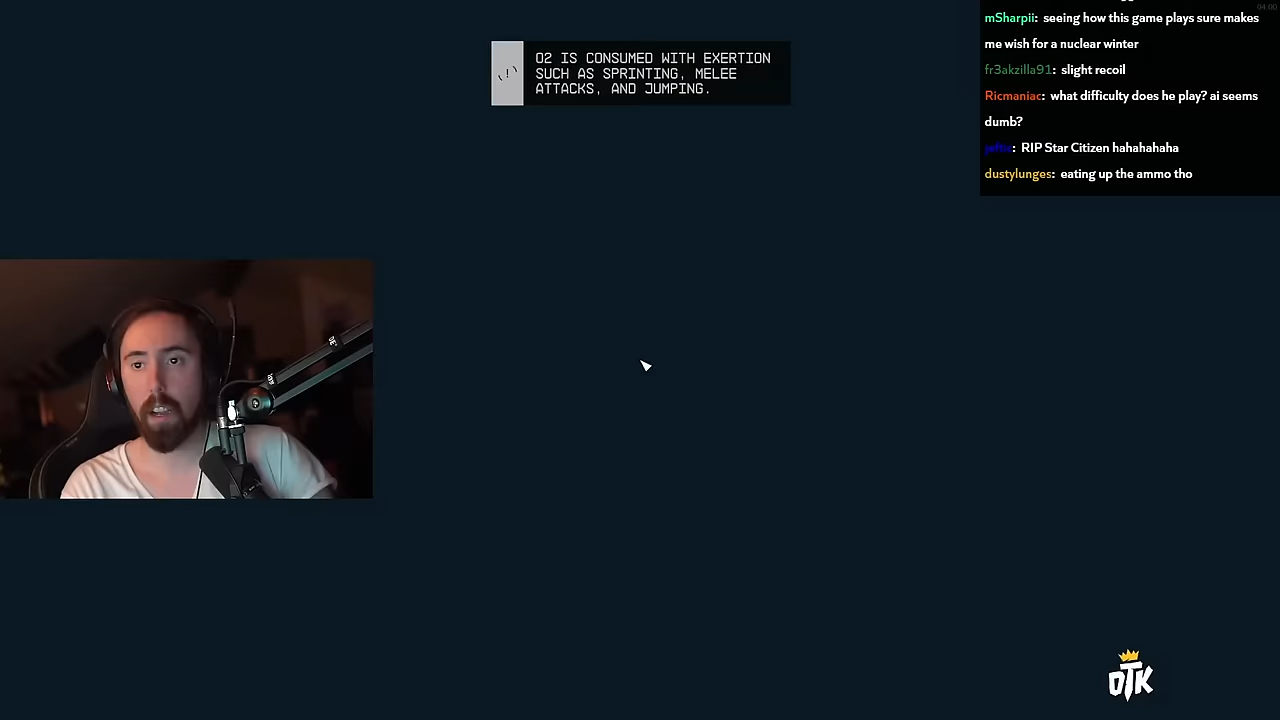 04:00
mSharpii: seeing how this game plays sure makes
me wish for a nuclear winter
fr3akzilla91: slight recoil
Ricmaniac: what difficulty does he play? ai seems
dumb?
: RIP Star Citizen hahahahaha
dustylunges: eating up the ammo tho
(!)
O2 IS CONSUMED WITH EXERTION
SUCH AS SPRINTING, MELEE
ATTACKS, AND JUMPING.
OTK